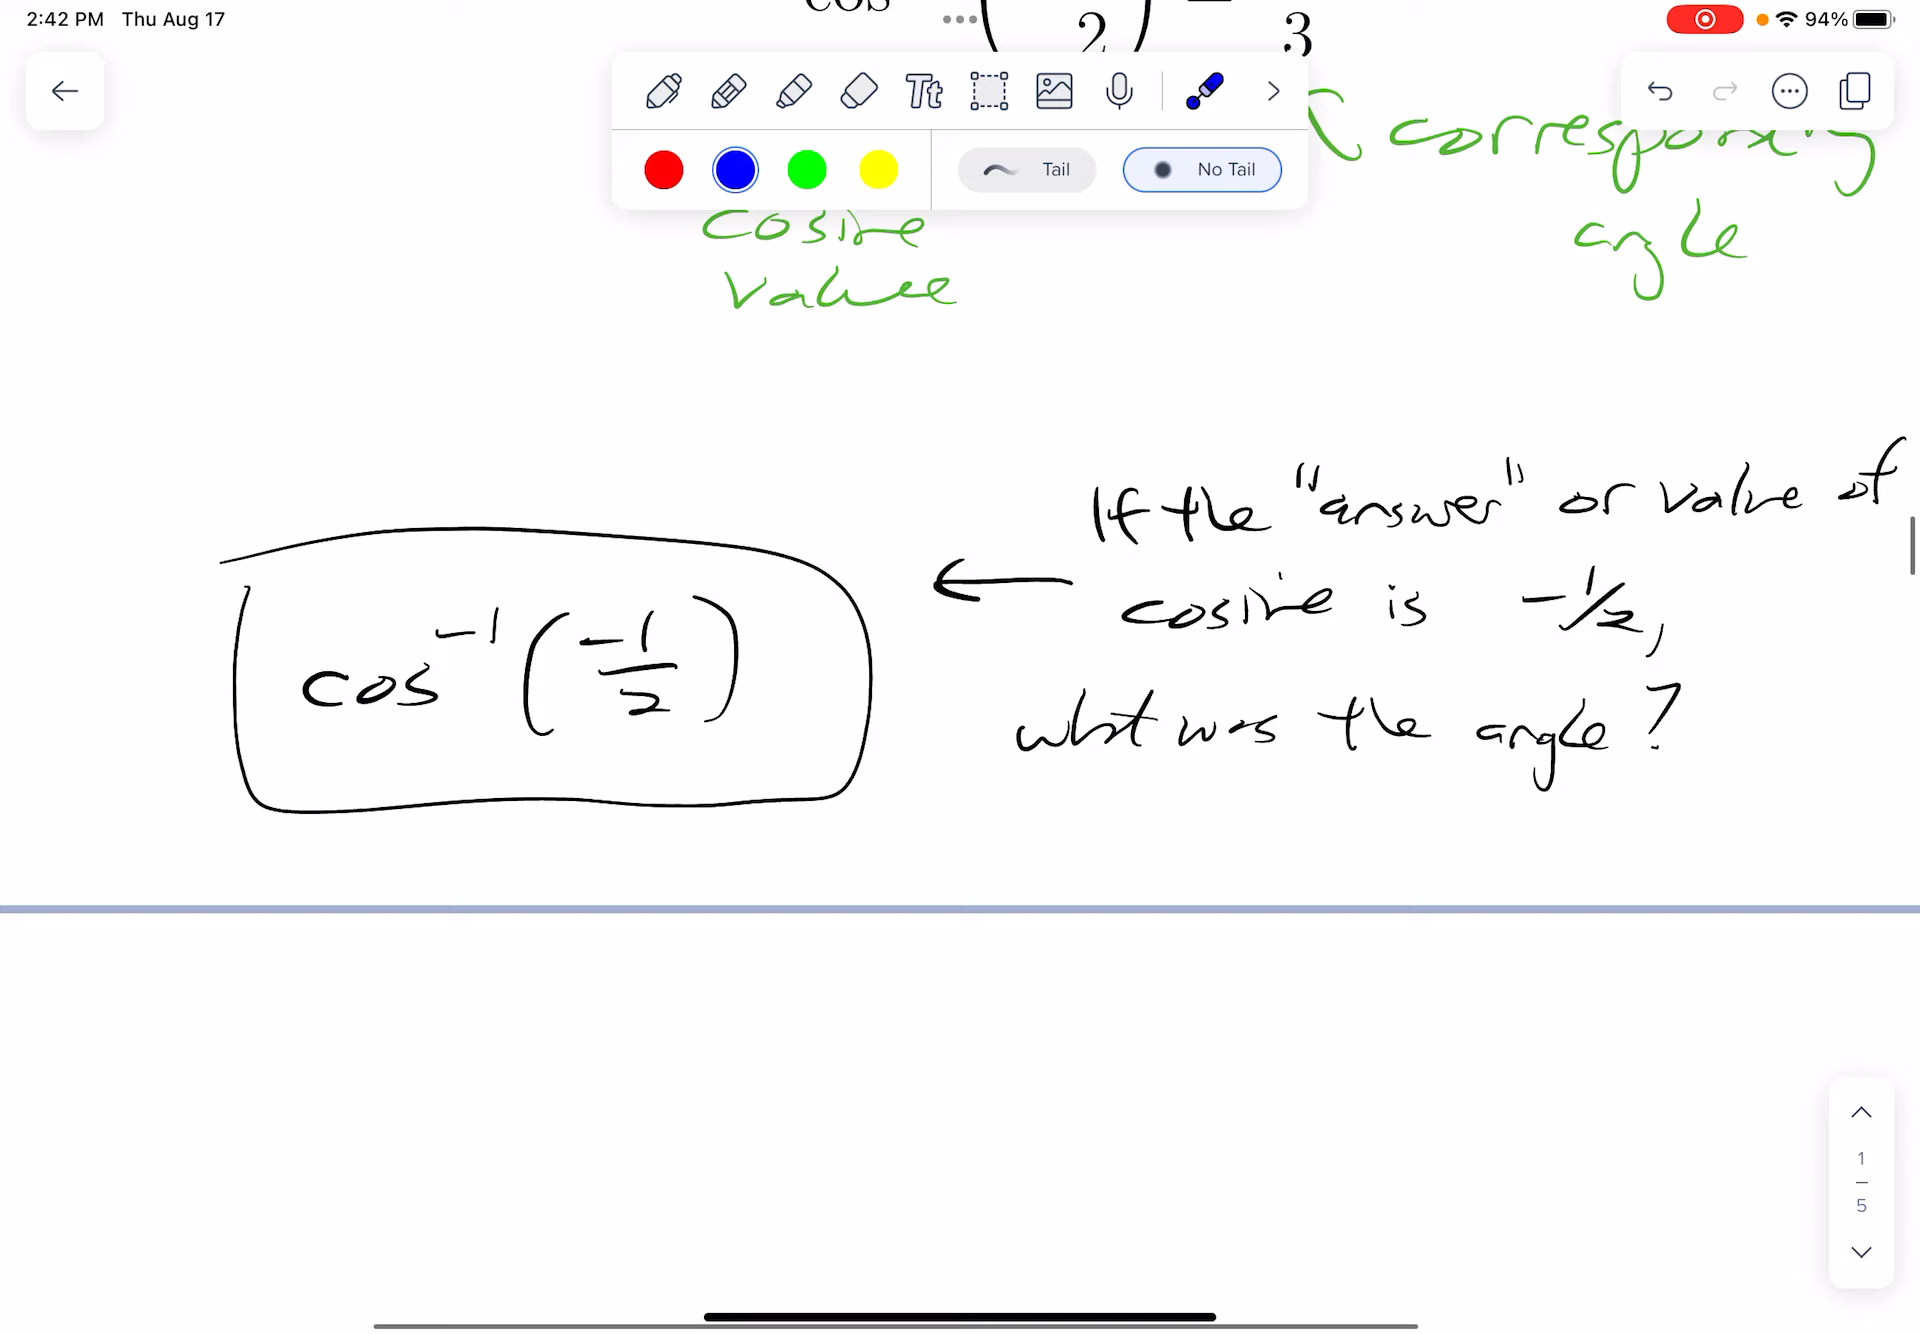 2:42 PM Thu Aug 17
94%
cos
2
3
Tt
Tail
No Tail
corresponding
angle
cosine
value
cos⁻¹(-1/2)
If the "answer" or value of
cosine is -1/2,
what was the angle?
1
5